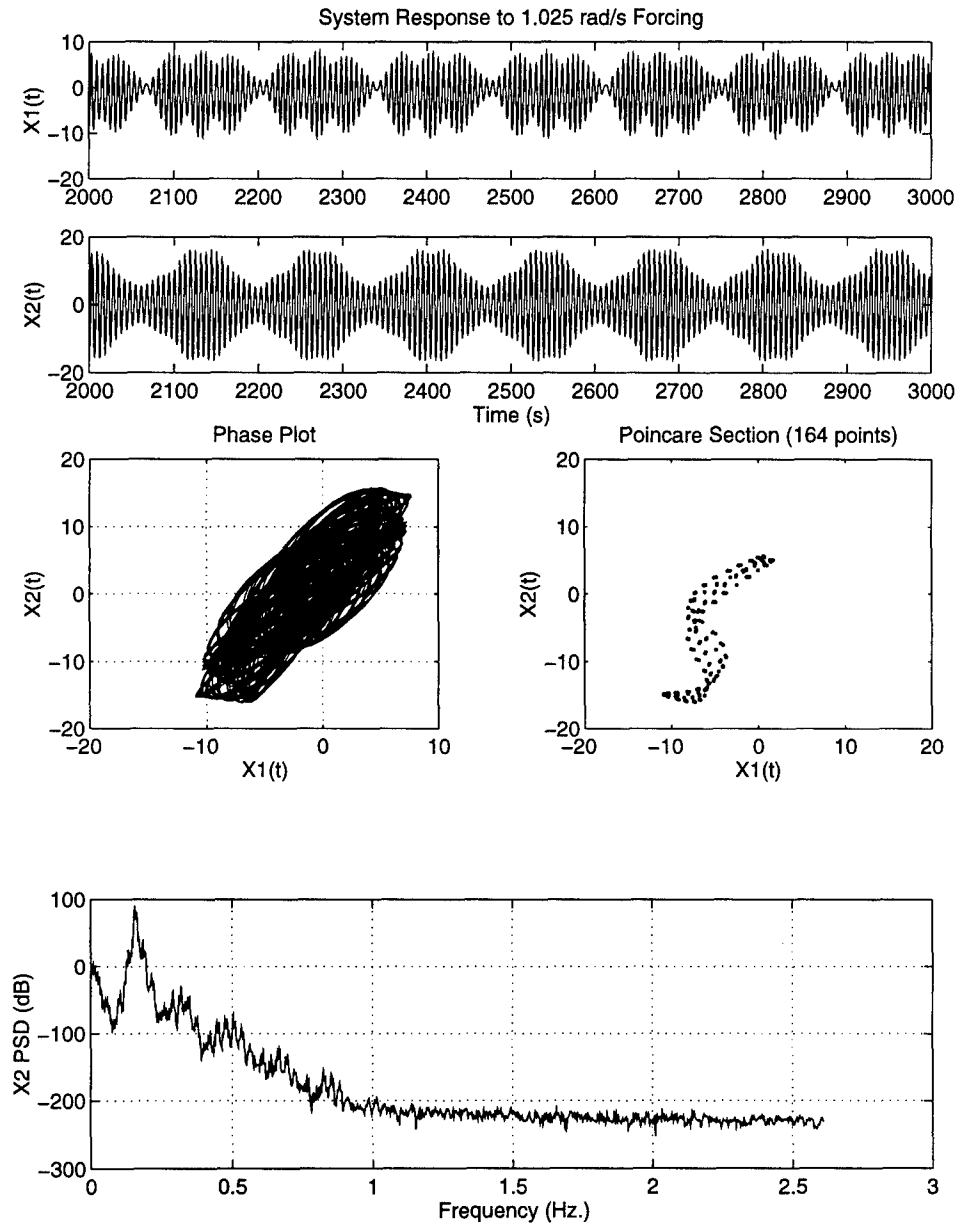 System Response to 1.025 rad/s Forcing
X1(t)
10
0
−10
−20
2000 2100 2200 2300 2400 2500 2600 2700 2800 2900 3000
X2(t)
20
0
−20
2000 2100 2200 2300 2400 2500 2600 2700 2800 2900 3000
Time (s)
Phase Plot
X2(t)
20
10
0
−10
−20
−20 −10 0 10
X1(t)
Poincare Section (164 points)
X2(t)
20
10
0
−10
−20
−20 −10 0 10 20
X1(t)
X2 PSD (dB)
100
0
−100
−200
−300
0 0.5 1 1.5 2 2.5 3
Frequency (Hz.)